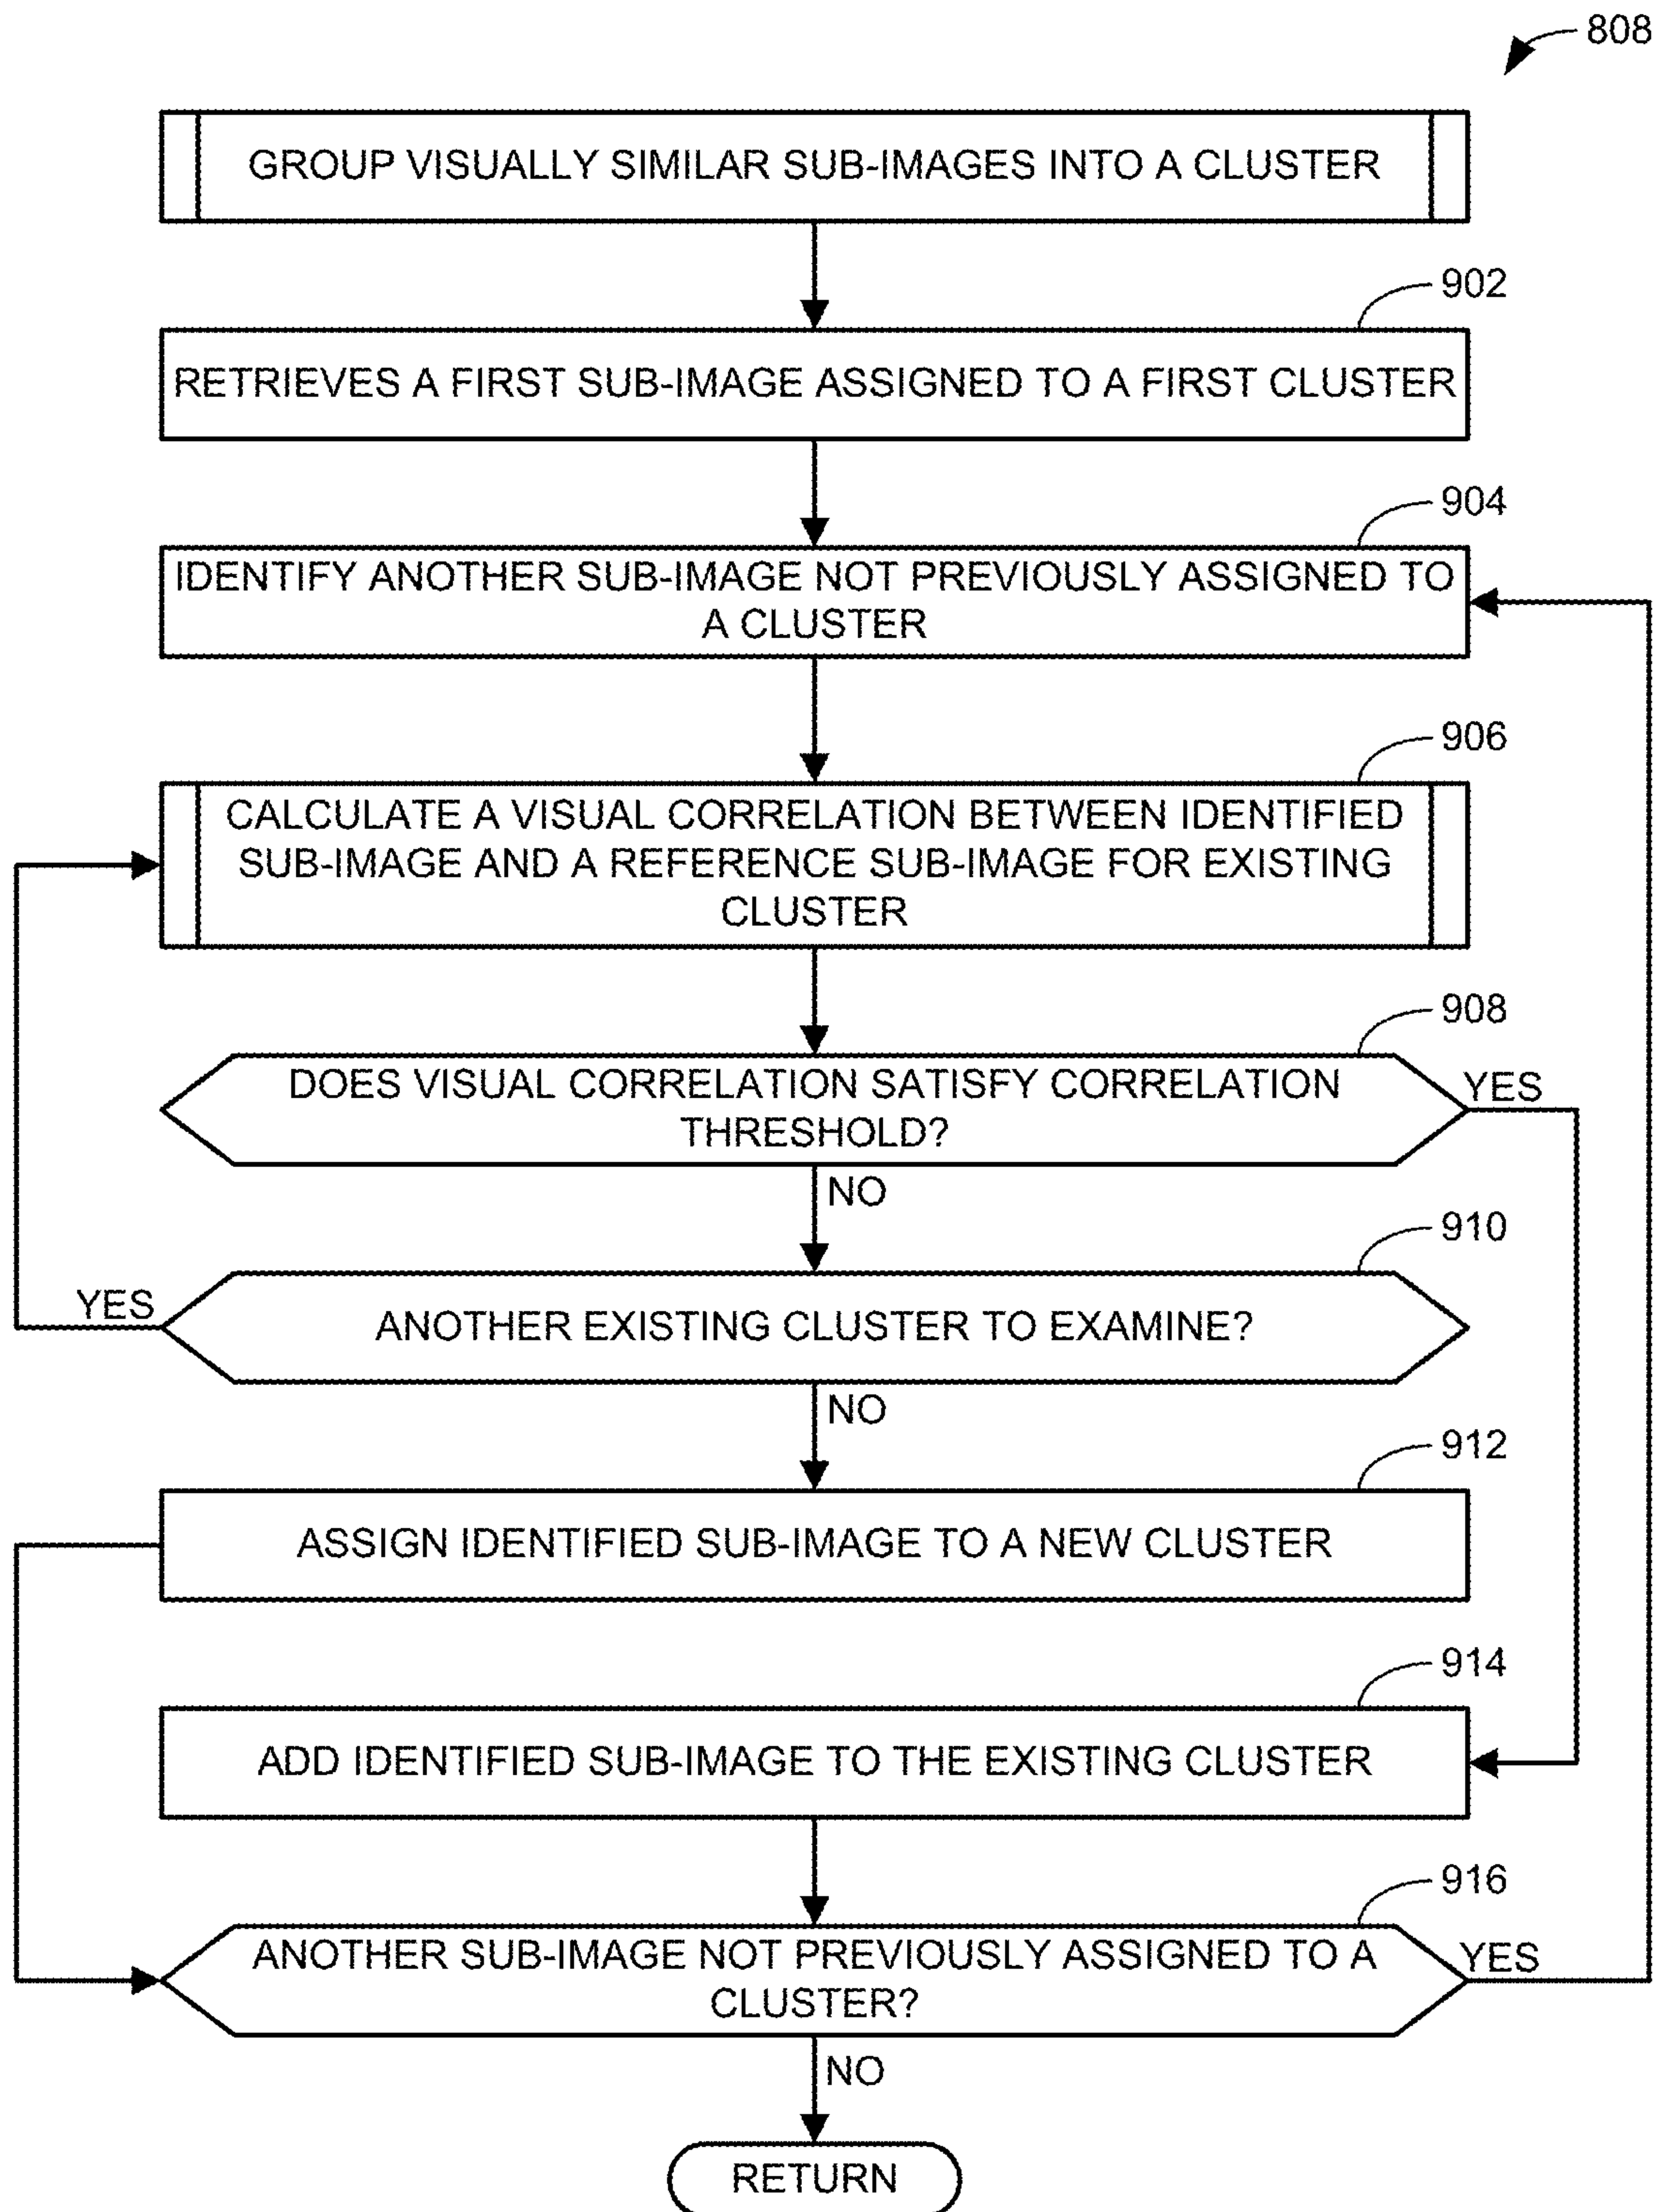 808
GROUP VISUALLY SIMILAR SUB-IMAGES INTO A CLUSTER
902
RETRIEVES A FIRST SUB-IMAGE ASSIGNED TO A FIRST CLUSTER
904
IDENTIFY ANOTHER SUB-IMAGE NOT PREVIOUSLY ASSIGNED TO
A CLUSTER
906
CALCULATE A VISUAL CORRELATION BETWEEN IDENTIFIED
SUB-IMAGE AND A REFERENCE SUB-IMAGE FOR EXISTING
CLUSTER
908
DOES VISUAL CORRELATION SATISFY CORRELATION
THRESHOLD?
YES
NO
910
YES
ANOTHER EXISTING CLUSTER TO EXAMINE?
NO
912
ASSIGN IDENTIFIED SUB-IMAGE TO A NEW CLUSTER
914
ADD IDENTIFIED SUB-IMAGE TO THE EXISTING CLUSTER
916
ANOTHER SUB-IMAGE NOT PREVIOUSLY ASSIGNED TO A
CLUSTER?
YES
NO
RETURN